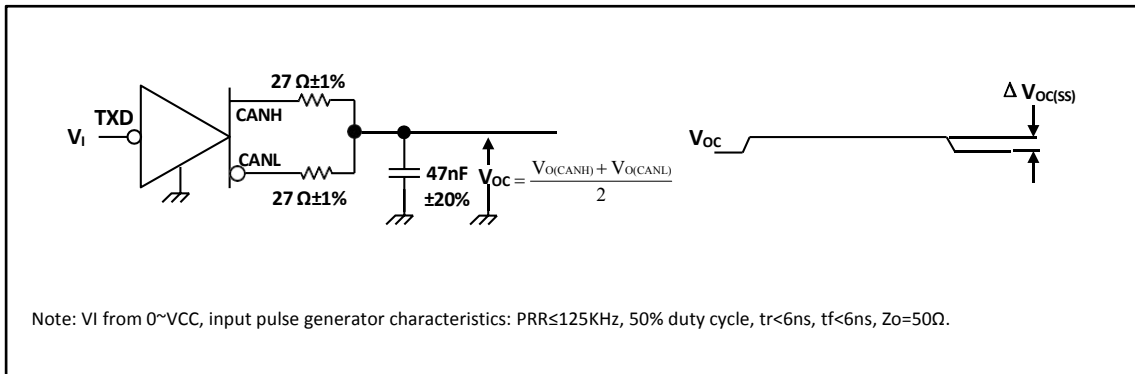 27 Ω±1%
Δ V_OC(SS)
TXD
CANH
V_I
V_OC
CANL
47nF
±20%
V_OC = (V_O(CANH) + V_O(CANL)) / 2
27 Ω±1%
Note: VI from 0~VCC, input pulse generator characteristics: PRR≤125KHz, 50% duty cycle, tr<6ns, tf<6ns, Zo=50Ω.